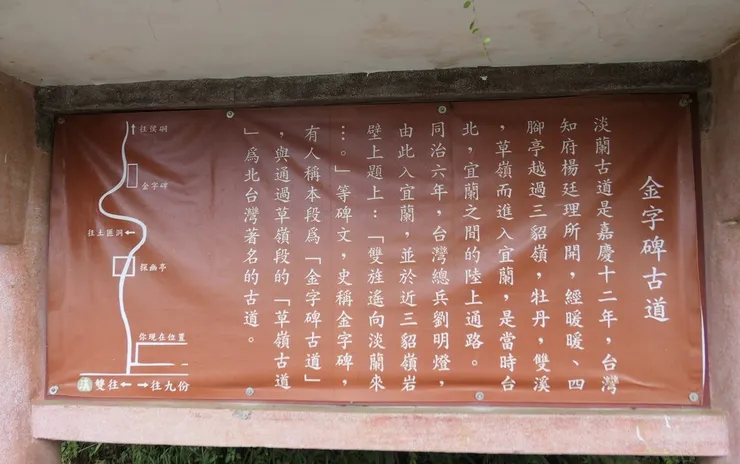 金字碑古道
淡蘭古道是嘉慶十二年，台灣
知府楊廷理所開，經暖暖、四
腳亭越過三貂嶺，牡丹，雙溪
，草嶺而進入宜蘭，是當時台
北，宜蘭之間的陸上通路。
同治六年，台灣總兵劉明燈，
由此入宜蘭，並於近三貂嶺岩
壁上題上：「雙旌遙向淡蘭來
…。」等碑文，史稱金字碑，
有人稱本段為「金字碑古道」
，與通過草嶺段的「草嶺古道
」為北台灣著名的古道。
往侯硐
金字碑
往土匪洞
探幽亭
你現在位置
雙往
往九份